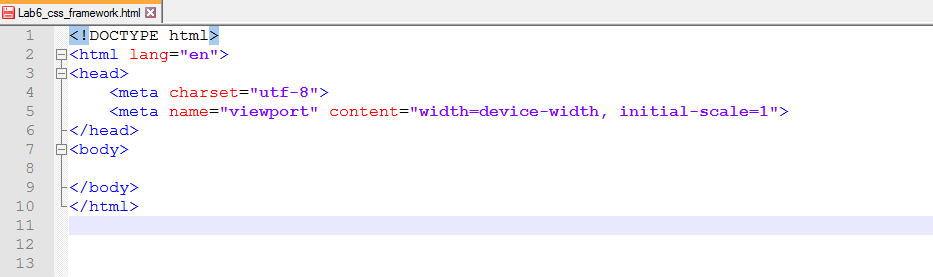 Lab6_css_framework.html
1 <!DOCTYPE html>
2 <html lang="en">
3 <head>
4     <meta charset="utf-8">
5     <meta name="viewport" content="width=device-width, initial-scale=1">
6 </head>
7 <body>
8
9 </body>
10 </html>
11
12
13